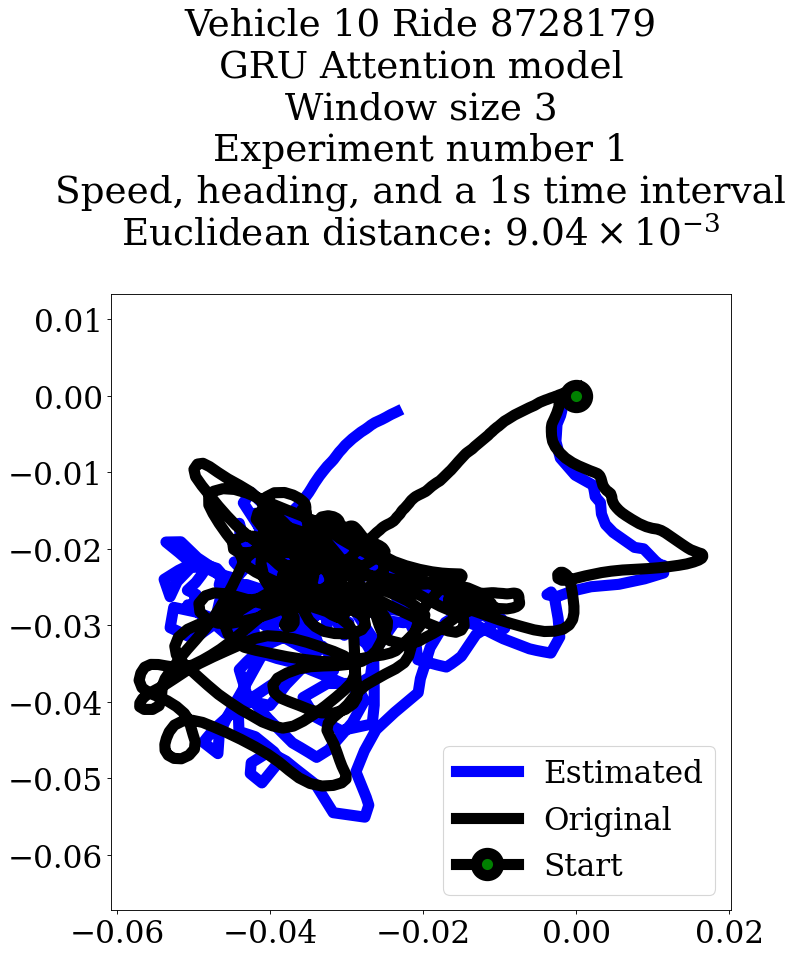 Vehicle 10 Ride 8728179
GRU Attention model
Window size 3
Experiment number 1
Speed, heading, and a 1s time interval
Euclidean distance: 9.04 × 10⁻³
0.01
0.00
−0.01
−0.02
−0.03
−0.04
−0.05
−0.06
Estimated
Original
Start
−0.06 −0.04 −0.02 0.00 0.02